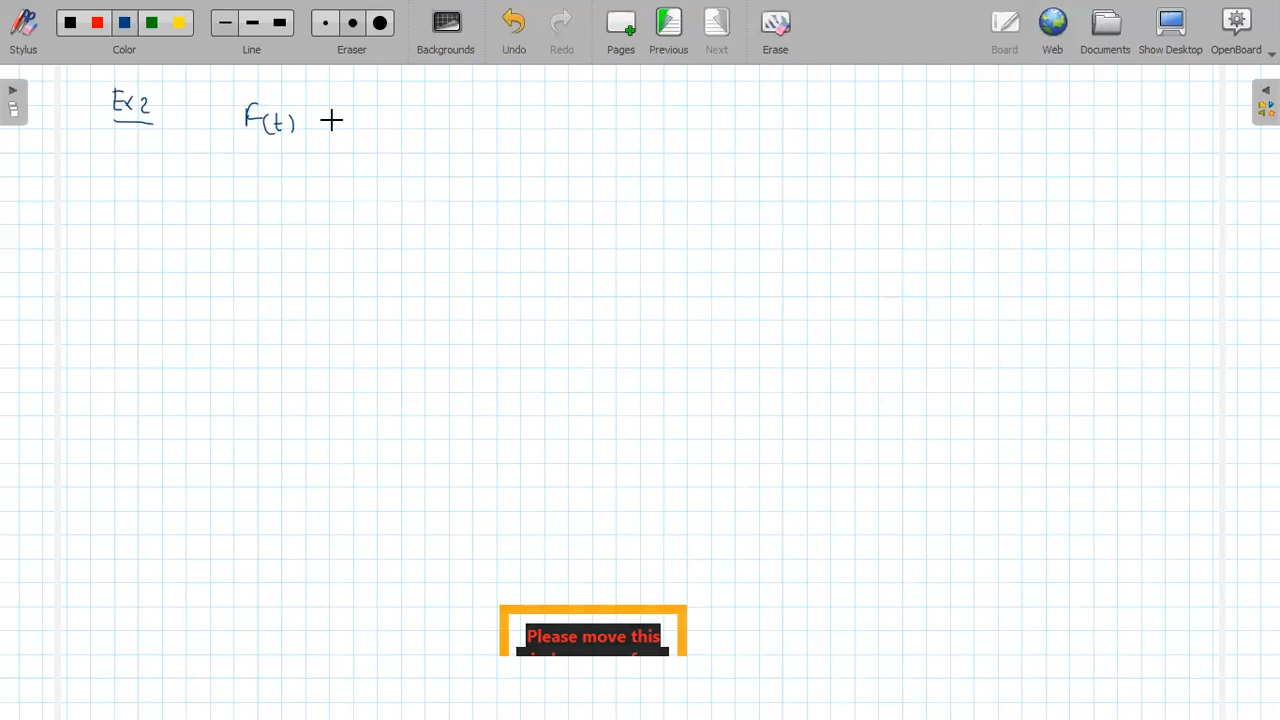 Stylus Color Line Eraser Backgrounds Undo Redo Pages Previous Next Erase Board Web Documents Show Desktop OpenBoard
Ex 2 F(t)
Please move this